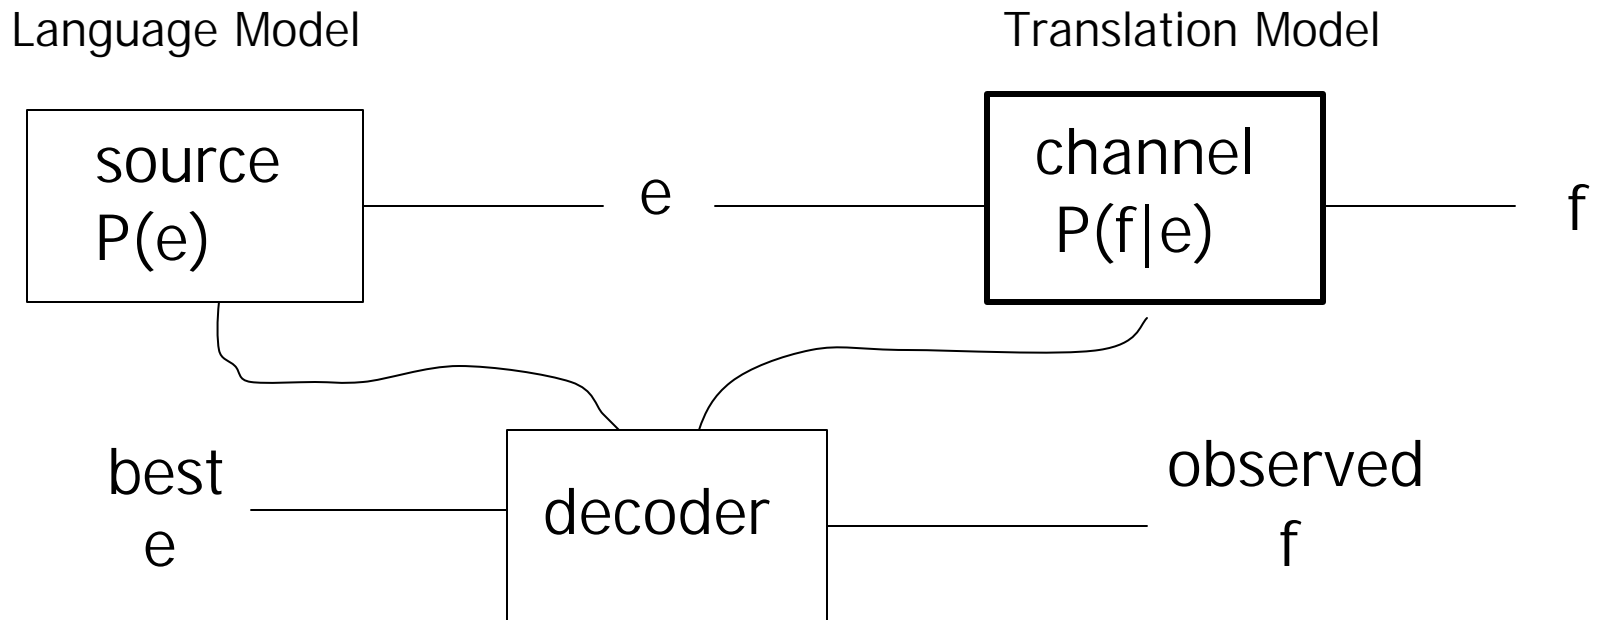 Language Model
Translation Model
source
P(e)
e
channel
P(f|e)
f
best
e
decoder
observed
f